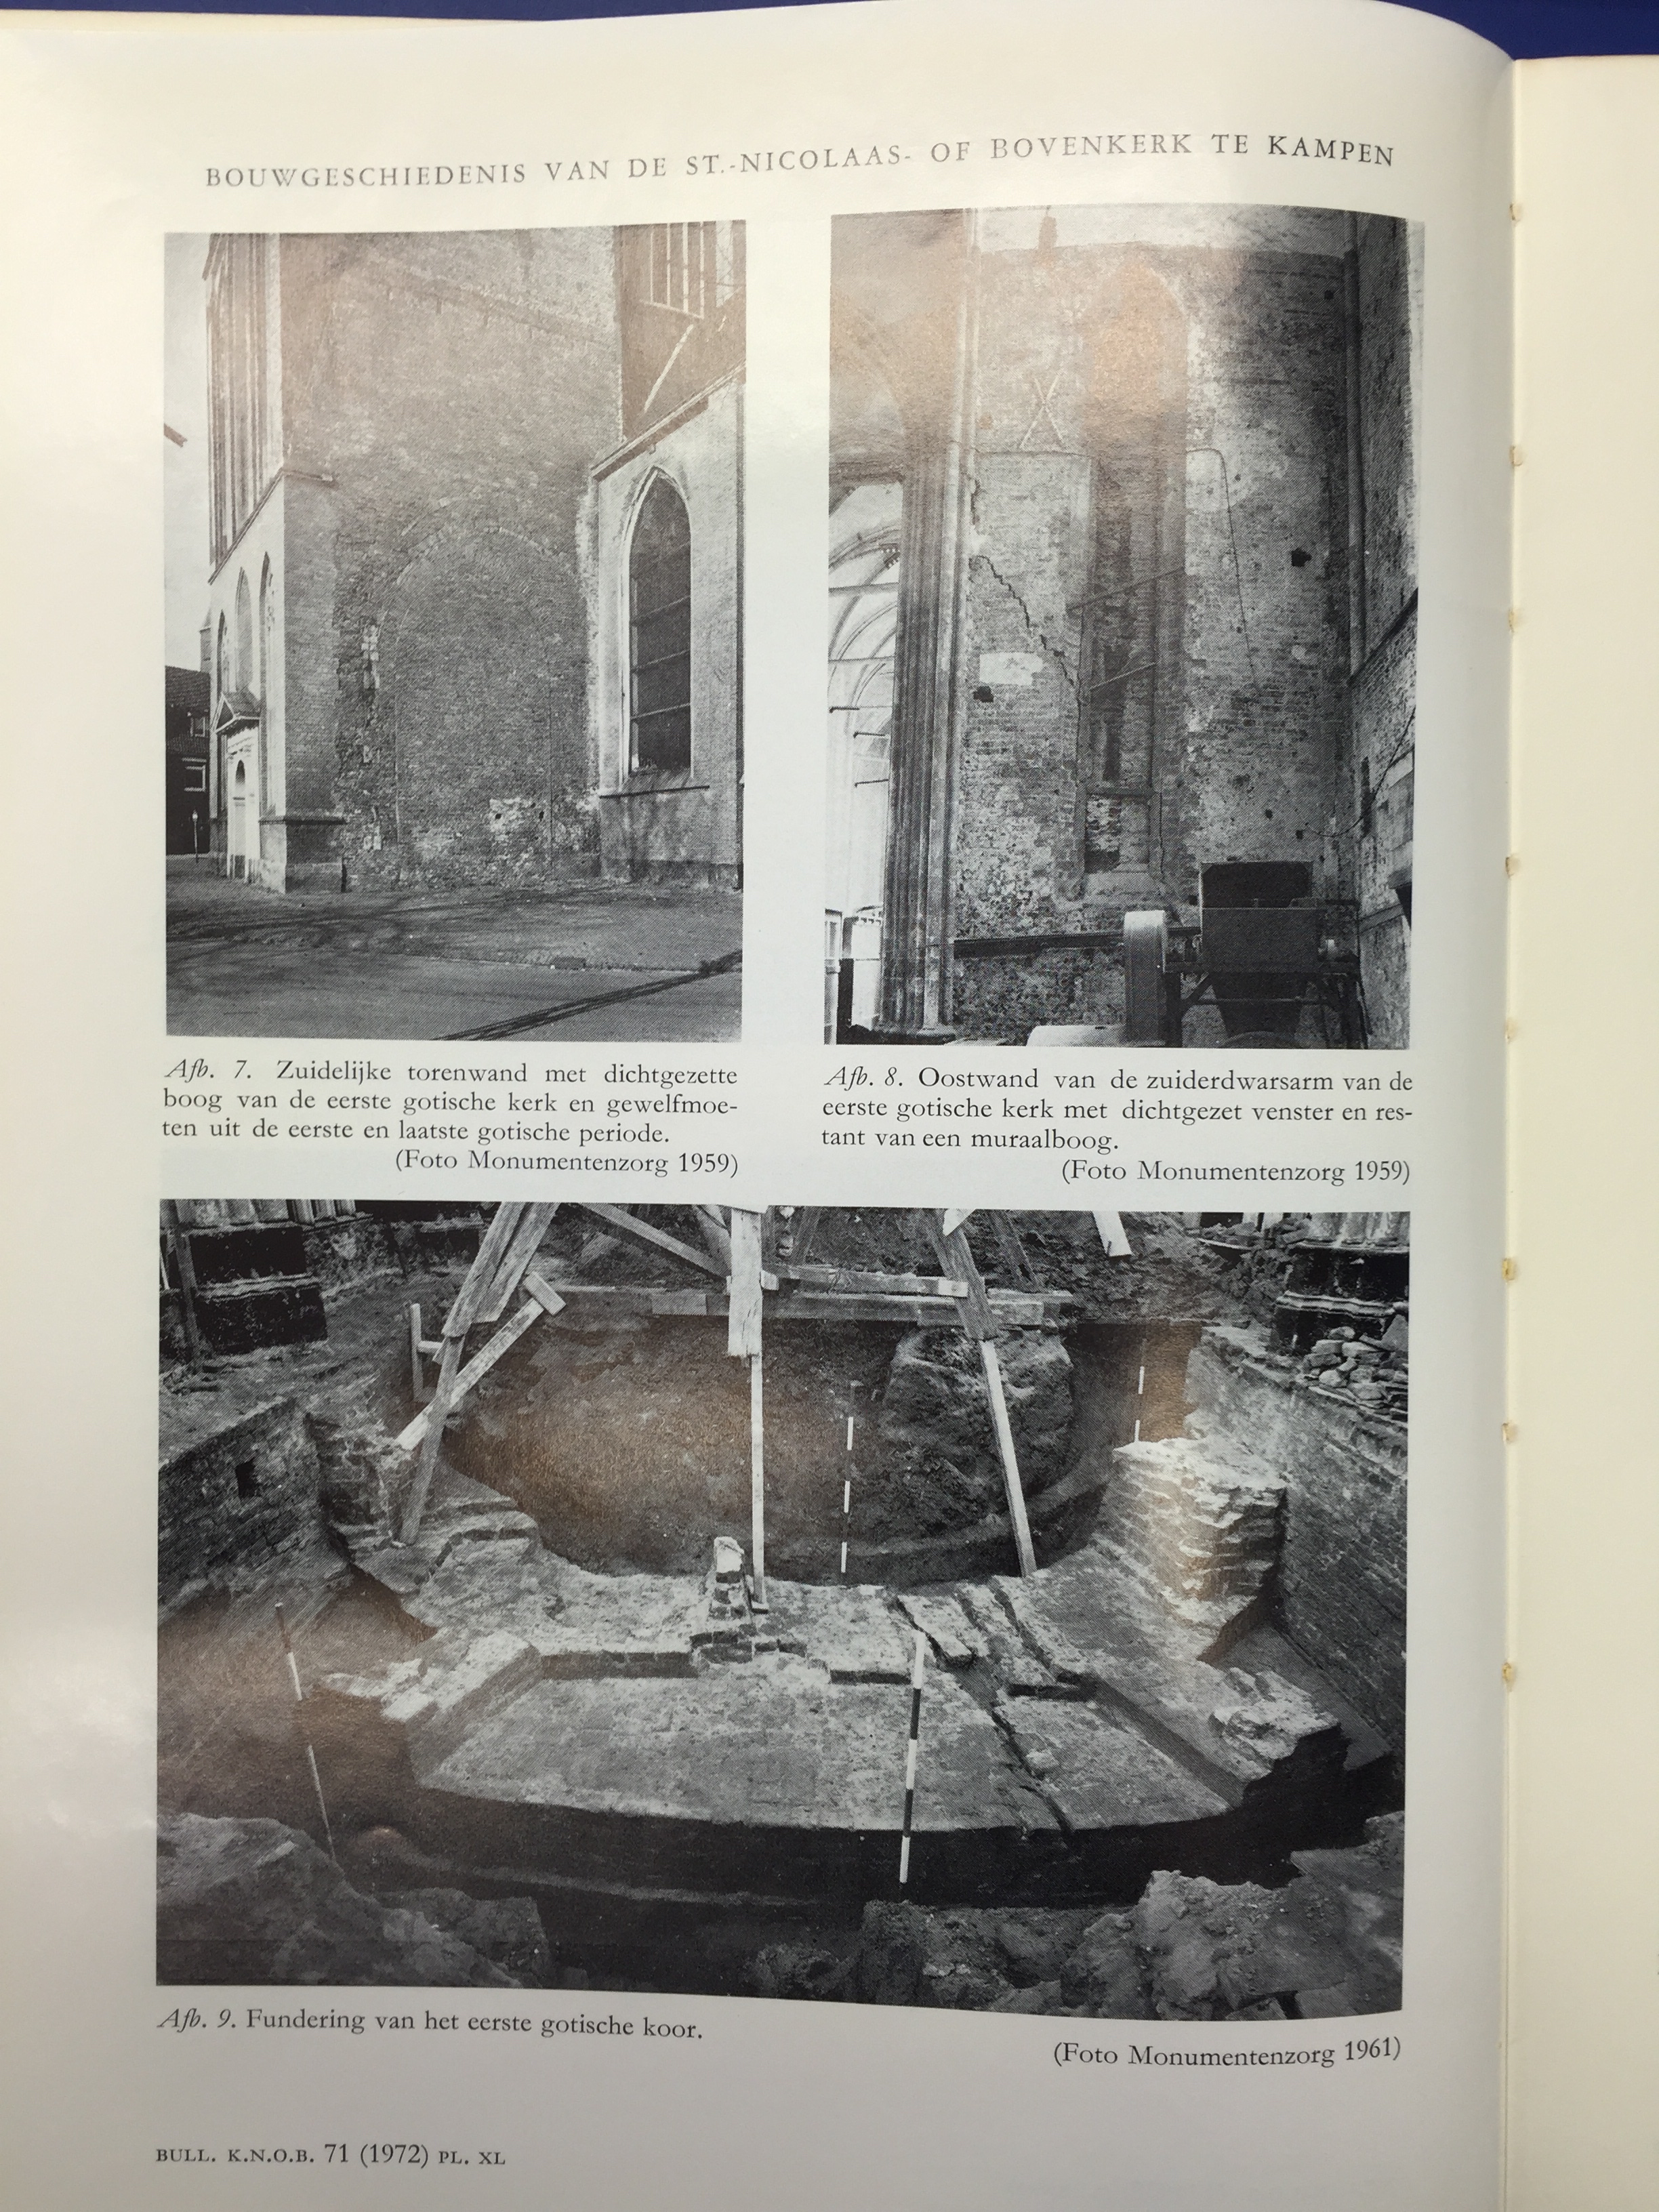 BOUWGESCHIEDENIS VAN DE ST.-NICOLAAS- OF BOVENKERK TE KAMPEN
Afb. 7. Zuidelijke torenwand met dichtgezette
boog van de eerste gotische kerk en gewelfmoe-
ten uit de eerste en laatste gotische periode.
(Foto Monumentenzorg 1959)
Afb. 8. Oostwand van de zuiderdwarsarm van de
eerste gotische kerk met dichtgezet venster en res-
tant van een muraalboog.
(Foto Monumentenzorg 1959)
Afb. 9. Fundering van het eerste gotische koor.
(Foto Monumentenzorg 1961)
BULL. K.N.O.B. 71 (1972) PL. XL